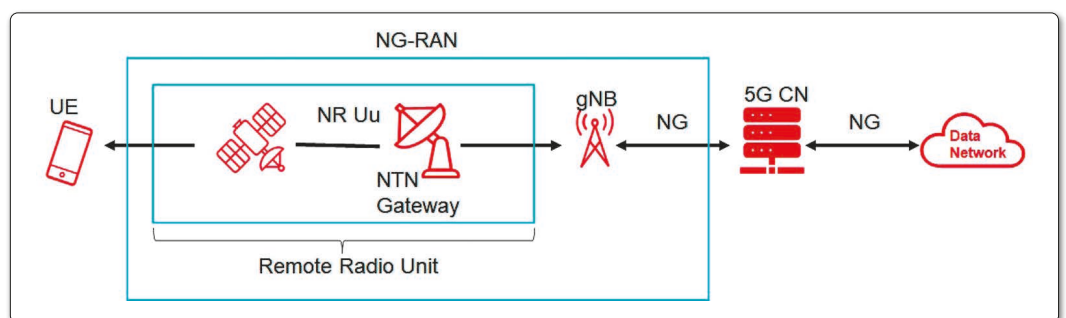 NG-RAN
UE
NR Uu
gNB
NG
5G CN
NG
Data
Network
NTN
Gateway
Remote Radio Unit